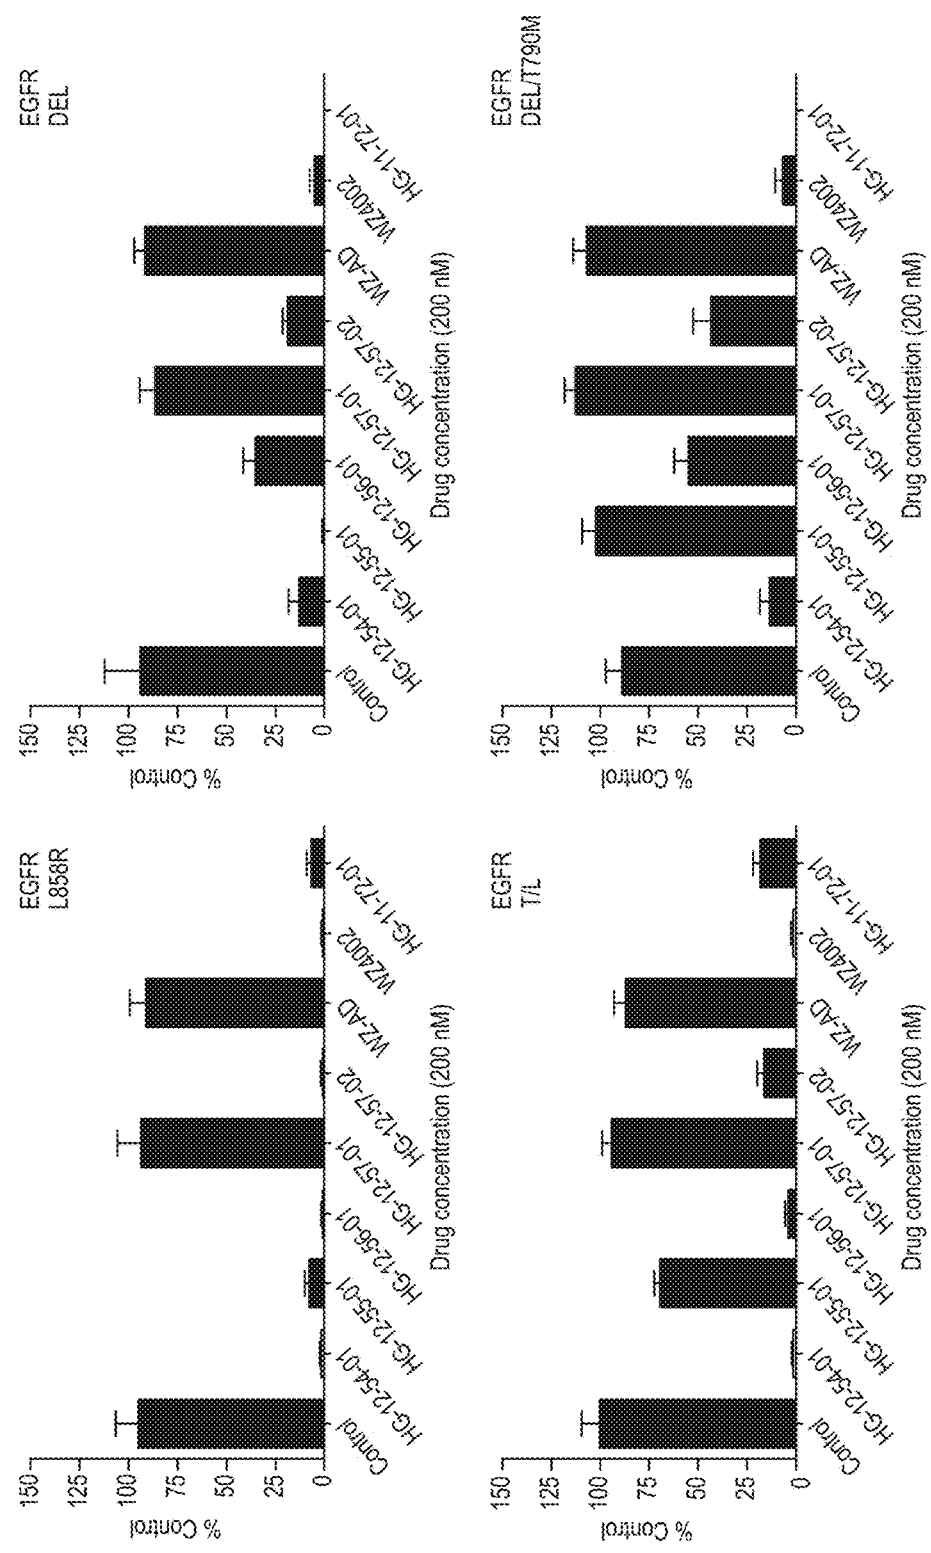 EGFR
L858R
% Control
150
125
100
75
50
25
0
Control
HG-12-54-01
HG-12-55-01
HG-12-56-01
HG-12-57-01
HG-12-57-02
WZ-AD
WZ4002
HG-11-72-01
Drug concentration (200 nM)
EGFR
DEL
% Control
150
125
100
75
50
25
0
Control
HG-12-54-01
HG-12-55-01
HG-12-56-01
HG-12-57-01
HG-12-57-02
WZ-AD
WZ4002
HG-11-72-01
Drug concentration (200 nM)
EGFR
T/L
% Control
150
125
100
75
50
25
0
Control
HG-12-54-01
HG-12-55-01
HG-12-56-01
HG-12-57-01
HG-12-57-02
WZ-AD
WZ4002
HG-11-72-01
Drug concentration (200 nM)
EGFR
DEL/T790M
% Control
150
125
100
75
50
25
0
Control
HG-12-54-01
HG-12-55-01
HG-12-56-01
HG-12-57-01
HG-12-57-02
WZ-AD
WZ4002
HG-11-72-01
Drug concentration (200 nM)